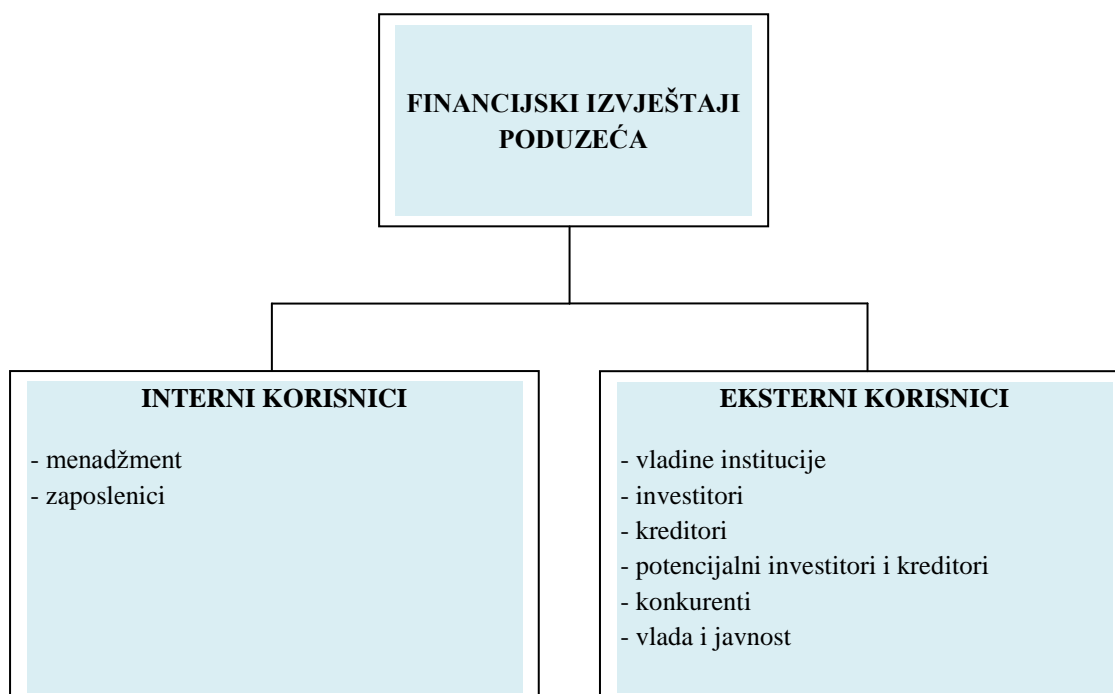 FINANCIJSKI IZVJEŠTAJI
PODUZEĆA
INTERNI KORISNICI
- menadžment
- zaposlenici
EKSTERNI KORISNICI
- vladine institucije
- investitori
- kreditori
- potencijalni investitori i kreditori
- konkurenti
- vlada i javnost